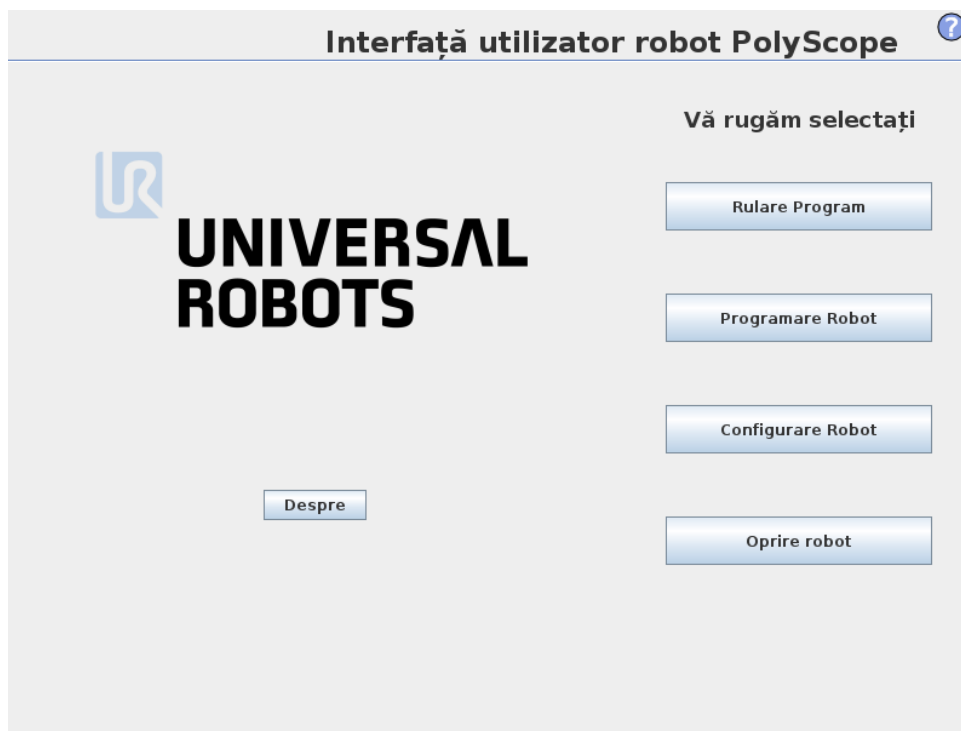 Interfață utilizator robot PolyScope
?
Vă rugăm selectați
UR
UNIVERSAL
ROBOTS
Rulare Program
Programare Robot
Configurare Robot
Despre
Oprire robot